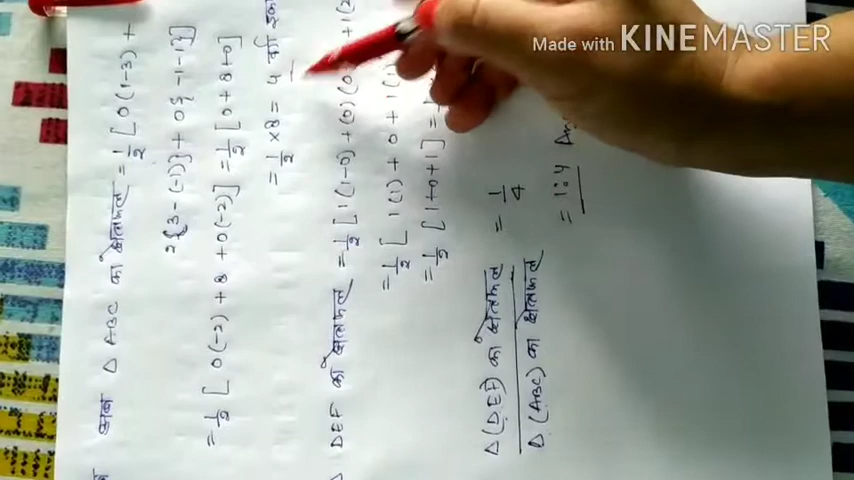 Made with KINEMASTER
अब Δ ABC का क्षेत्रफल = 1/2 [ 0(1-3) +
2{3-(-1)} + 0{-1-1}]
= 1/2 [ 0(-2) + 8 + 0(-2)] = 1/2 [0+8+0]
= 1/2 × 8 = 4 वर्ग इका
Δ DEF का क्षेत्रफल = 1/2 [1(1-0) + (0)(0 + 1(
= 1/2 [ 1(1) + 0 + 1(
= 1/2 [1+0+1] =
Δ(DEF) का क्षेत्रफल / Δ(ABC) का क्षेत्रफल = 1/4
= 1:4 Ans